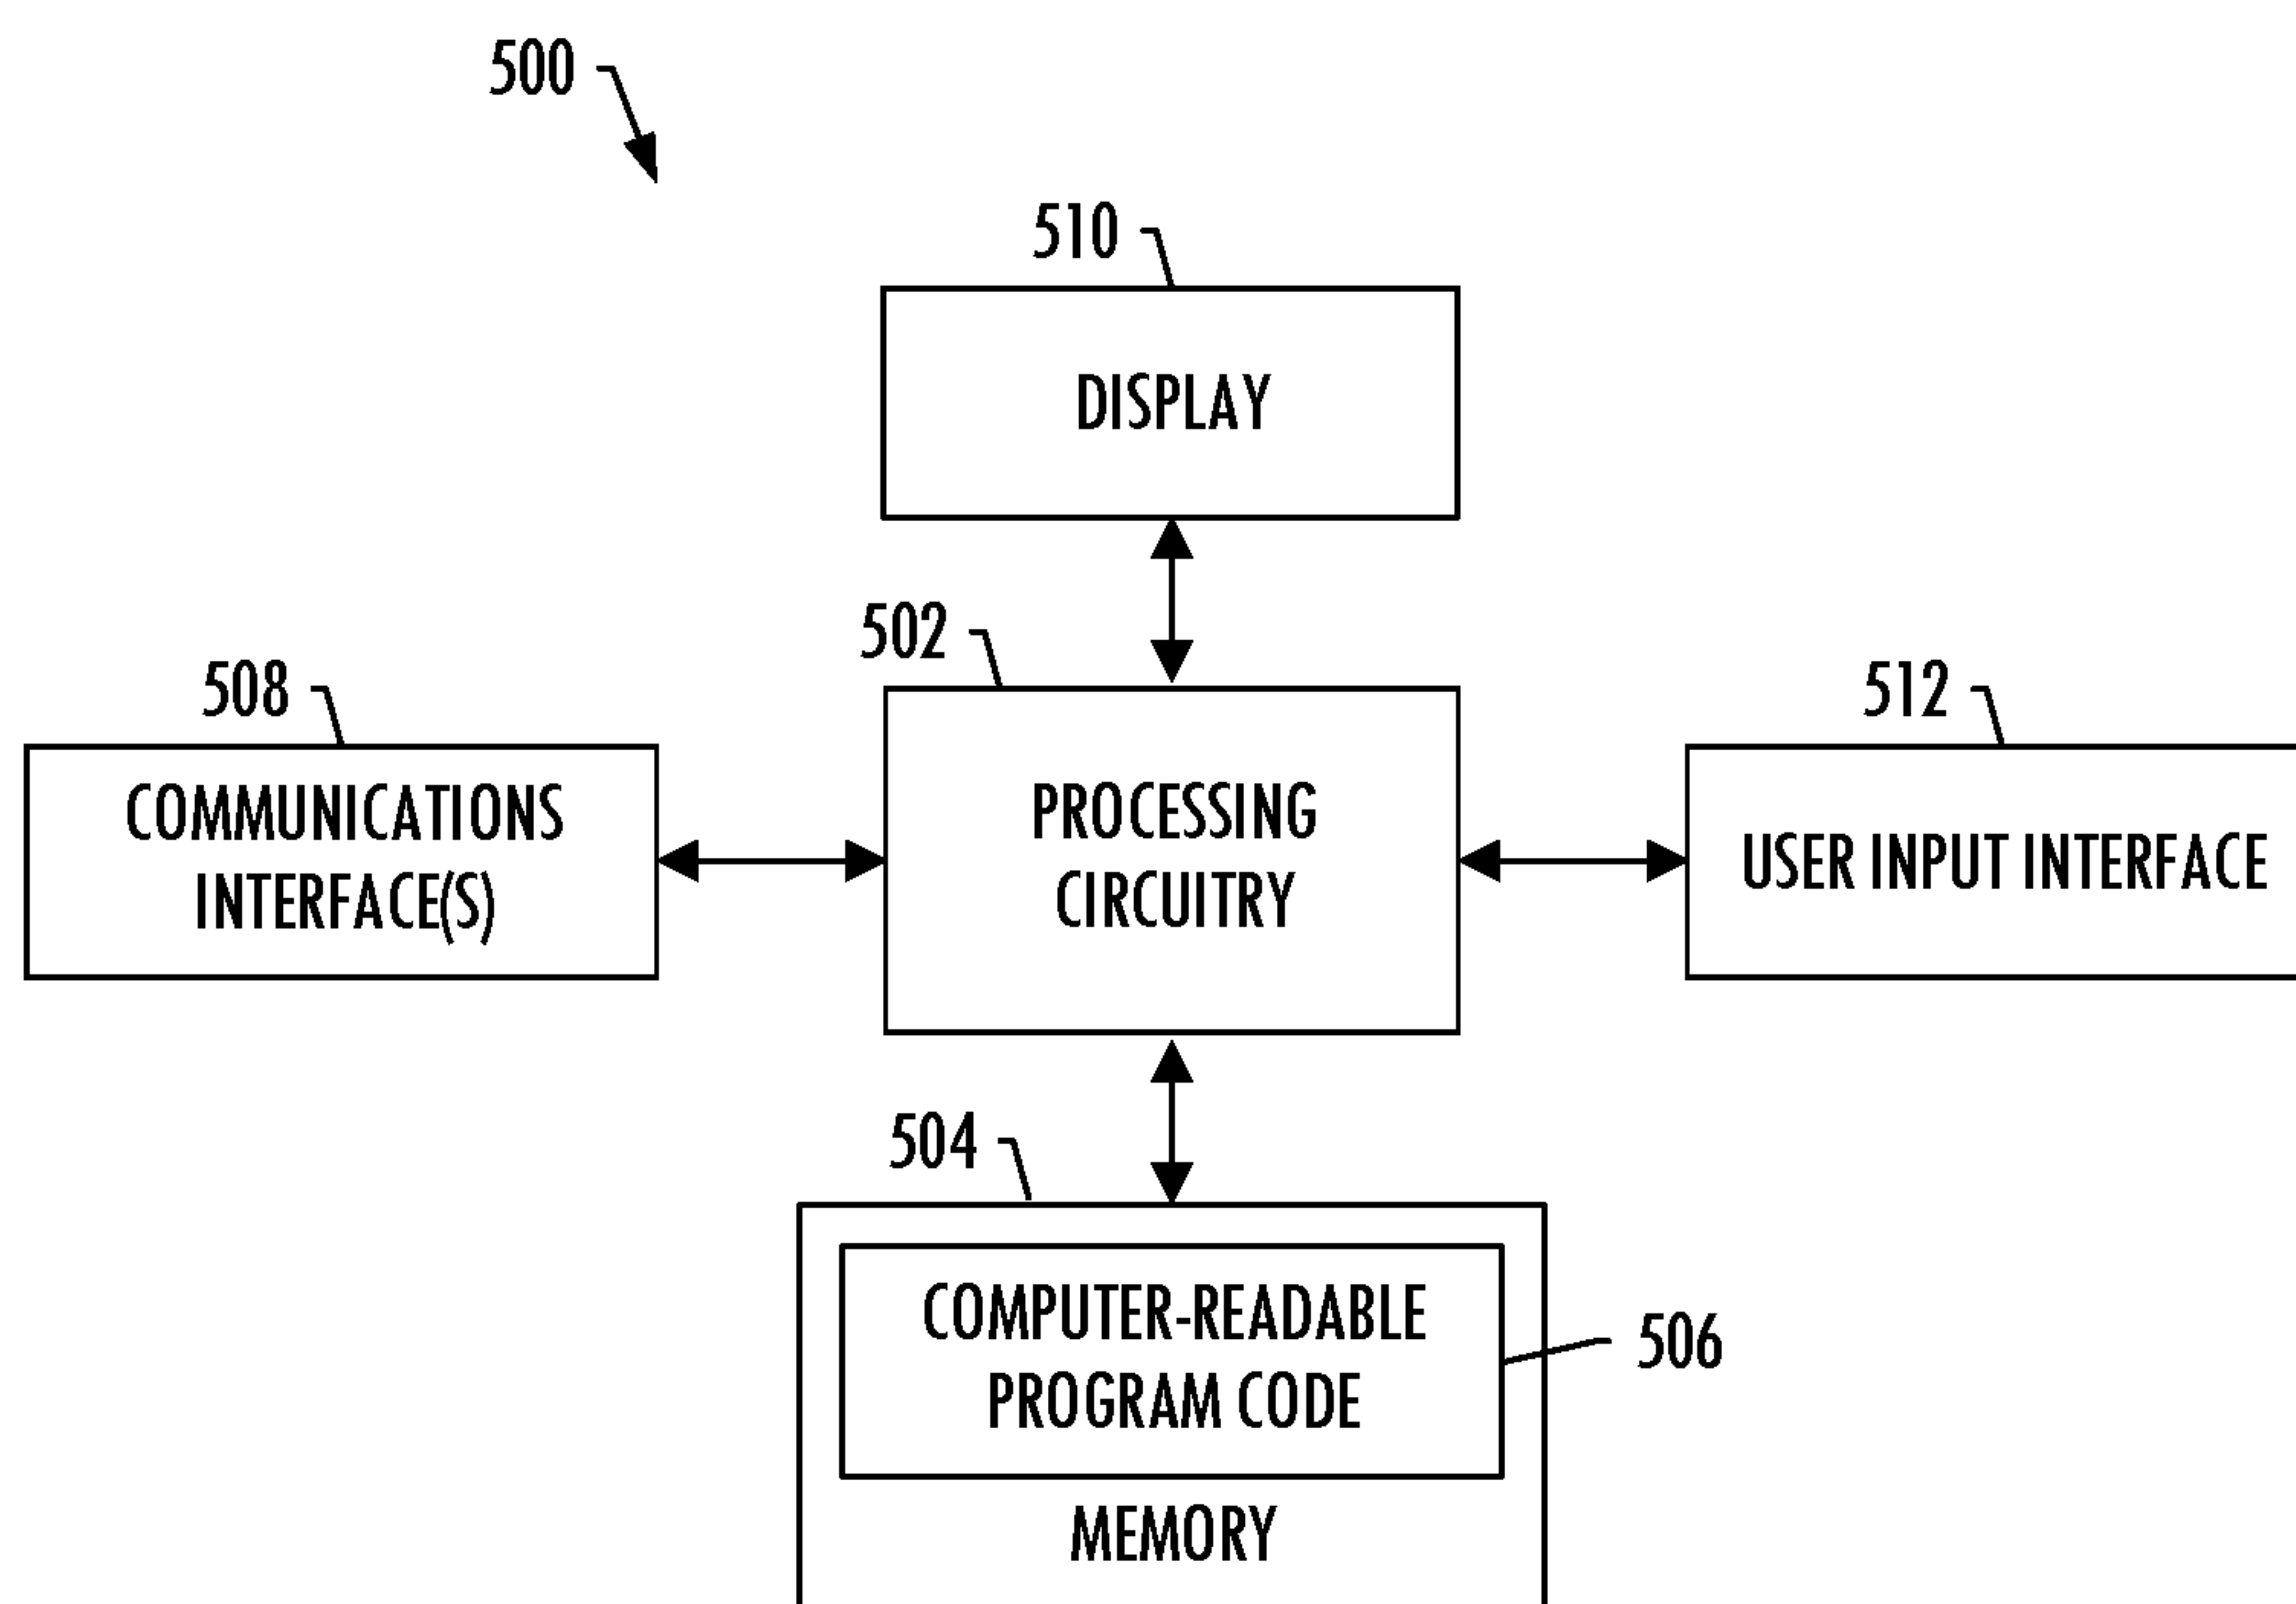 500
510
DISPLAY
502
508
512
COMMUNICATIONS
INTERFACE(S)
PROCESSING
CIRCUITRY
USER INPUT INTERFACE
504
COMPUTER-READABLE
PROGRAM CODE
506
MEMORY